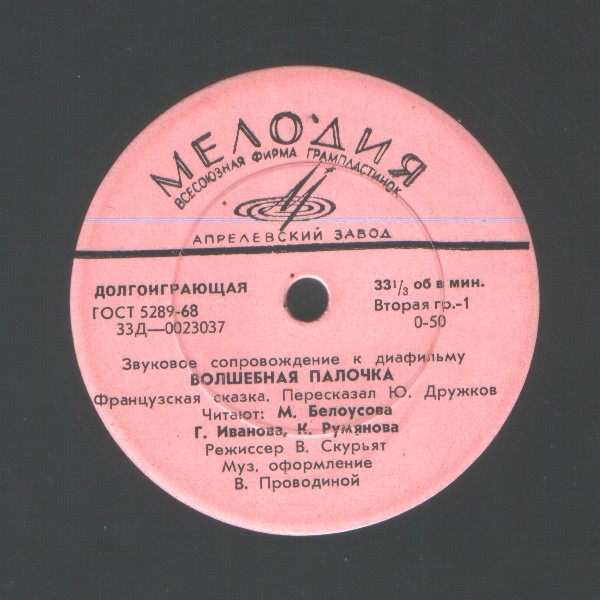 МЕЛОДИЯ
ВСЕСОЮЗНАЯ ФИРМА ГРАМПЛАСТИНОК
АПРЕЛЕВСКИЙ ЗАВОД
ДОЛГОИГРАЮЩАЯ
33 1/3 об в мин.
ГОСТ 5289-68
Вторая гр.-1
33Д—0023037
0-50
Звуковое сопровождение к диафильму
ВОЛШЕБНАЯ ПАЛОЧКА
Французская сказка. Пересказал Ю. Дружков
Читают: М. Белоусова
Г. Иванова, К. Румянова
Режиссер В. Скурьят
Муз. оформление
В. Проводиной